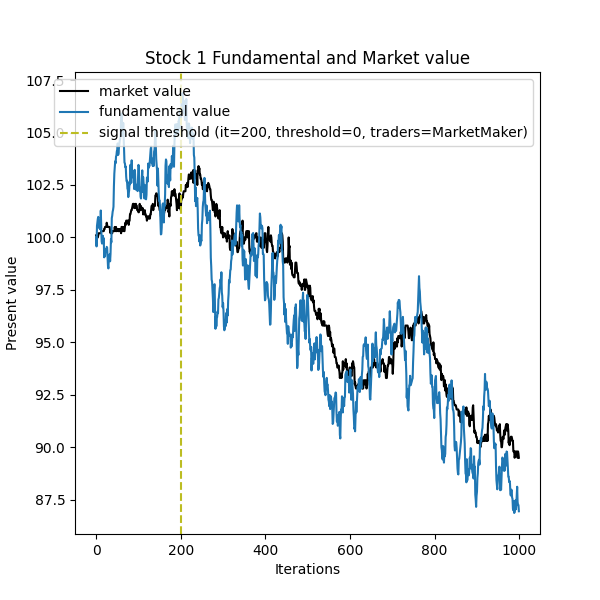 Stock 1 Fundamental and Market value
107.5
105.0
102.5
100.0
97.5
95.0
92.5
90.0
87.5
Present value
market value
fundamental value
signal threshold (it=200, threshold=0, traders=MarketMaker)
0 200 400 600 800 1000
Iterations